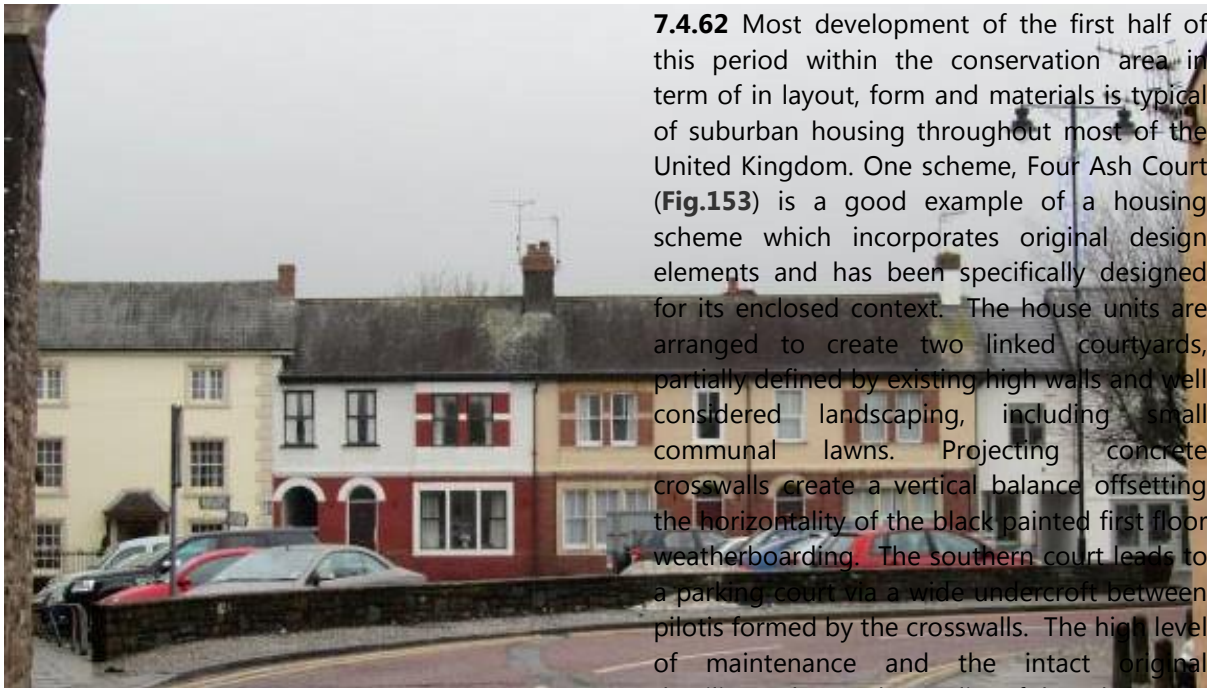 7.4.62 Most development of the first half of
this period within the conservation area in
term of in layout, form and materials is typical
of suburban housing throughout most of the
United Kingdom. One scheme, Four Ash Court
(Fig.153) is a good example of a housing
scheme which incorporates original design
elements and has been specifically designed
for its enclosed context. The house units are
arranged to create two linked courtyards,
partially defined by existing high walls and well
considered landscaping, including small
communal lawns. Projecting concrete
crosswalls create a vertical balance offsetting
the horizontality of the black painted first floor
weatherboarding. The southern court leads to
a parking court via a wide undercroft between
pilotis formed by the crosswalls. The high level
of maintenance and the intact original